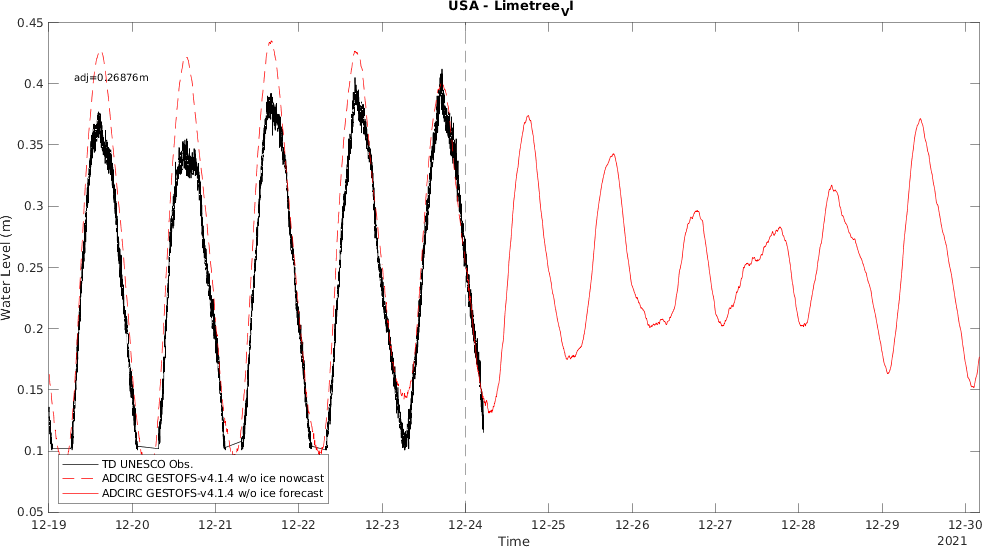 USA - LimetreeVI
0.45
0.4
0.35
0.3
0.25
0.2
0.15
0.1
0.05
Water Level (m)
adj=0.26876m
TD UNESCO Obs.
ADCIRC GESTOFS-v4.1.4 w/o ice nowcast
ADCIRC GESTOFS-v4.1.4 w/o ice forecast
12-19 12-20 12-21 12-22 12-23 12-24 12-25 12-26 12-27 12-28 12-29 12-30
Time
2021